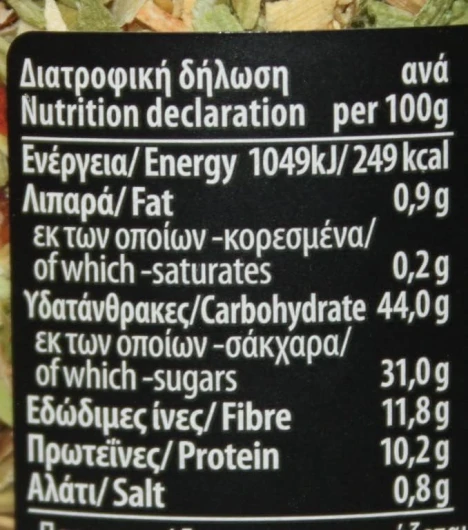 Διατροφική δήλωση ανά
Nutrition declaration per 100g
Ενέργεια/Energy 1049kJ/249 kcal
Λιπαρά/Fat 0,9 g
εκ των οποίων -κορεσμένα/
of which -saturates 0,2 g
Υδατάνθρακες/Carbohydrate 44,0 g
εκ των οποίων -σάκχαρα/
of which -sugars 31,0 g
Εδώδιμες ίνες/Fibre 11,8 g
Πρωτεΐνες/Protein 10,2 g
Αλάτι/Salt 0,8 g